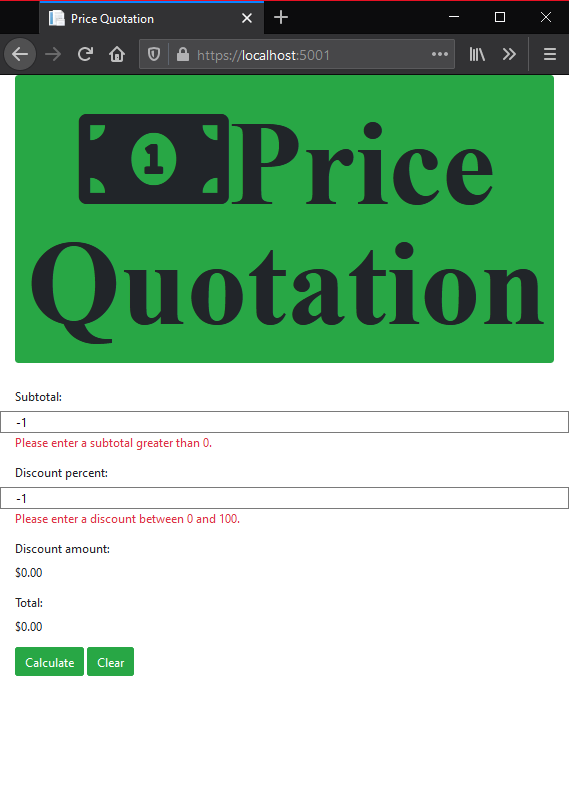 Price Quotation
https://localhost:5001
1 Price
Quotation
Subtotal:
-1
Please enter a subtotal greater than 0.
Discount percent:
-1
Please enter a discount between 0 and 100.
Discount amount:
$0.00
Total:
$0.00
Calculate Clear